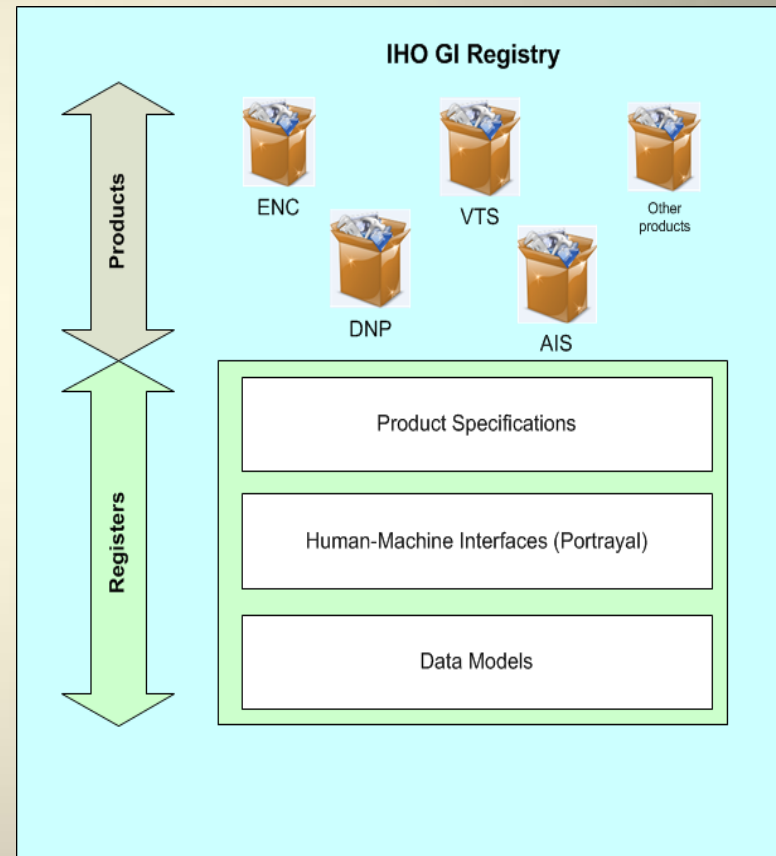 IHO GI Registry
Products
ENC
VTS
Other
products
DNP
AIS
Registers
Product Specifications
Human-Machine Interfaces (Portrayal)
Data Models